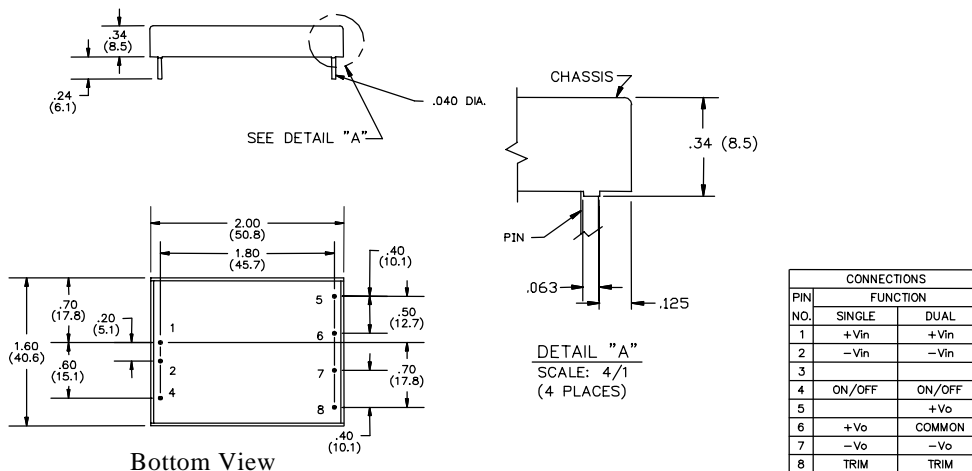 .34
(8.5)
.24
(6.1)
.040 DIA.
SEE DETAIL "A"
CHASSIS
.34 (8.5)
PIN
.063
.125
DETAIL "A"
SCALE: 4/1
(4 PLACES)
2.00
(50.8)
1.80
(45.7)
.40
(10.1)
.70
(17.8)
.20
(5.1)
1.60
(40.6)
.60
(15.1)
1
2
4
5
6
7
8
.50
(12.7)
.70
(17.8)
.40
(10.1)
Bottom View
CONNECTIONS
PIN NO. FUNCTION
SINGLE DUAL
1 +Vin +Vin
2 −Vin −Vin
3
4 ON/OFF ON/OFF
5 +Vo
6 +Vo COMMON
7 −Vo −Vo
8 TRIM TRIM